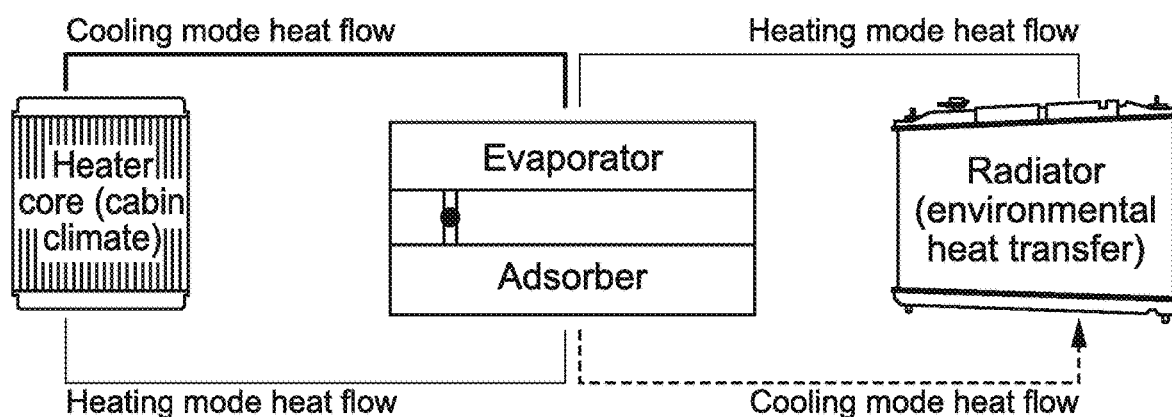 Cooling mode heat flow
Heating mode heat flow
Heater
core (cabin
climate)
Evaporator
Adsorber
Radiator
(environmental
heat transfer)
Heating mode heat flow
Cooling mode heat flow